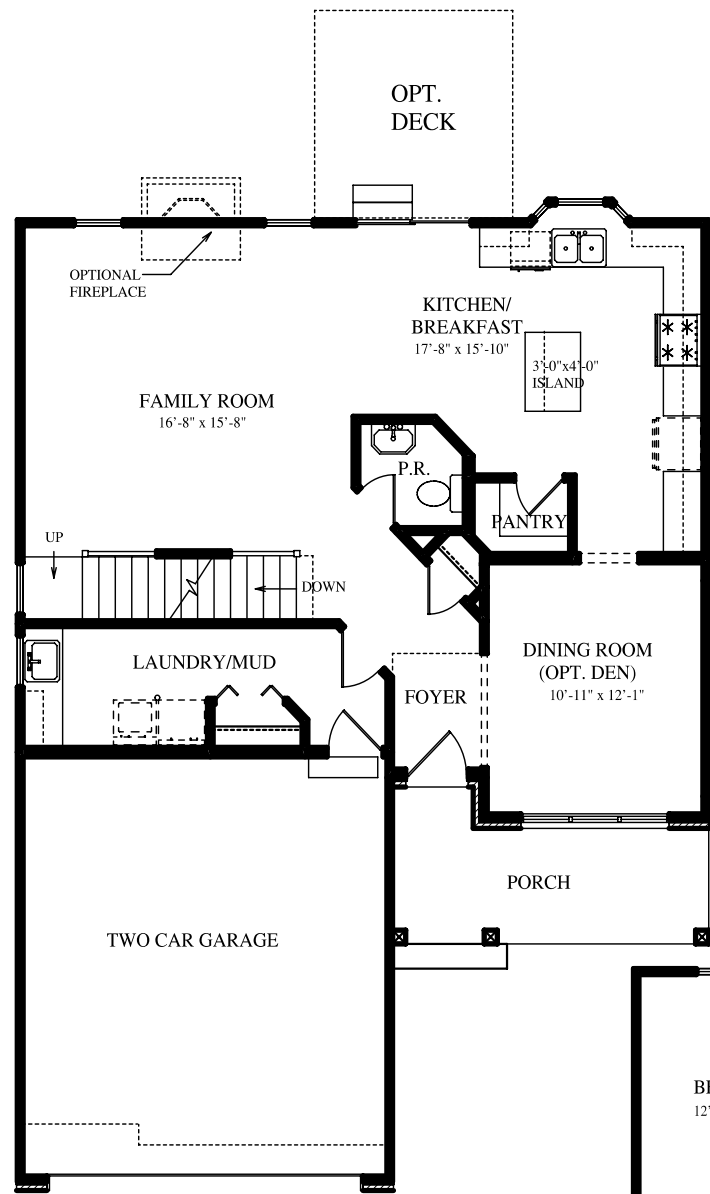 OPT.
DECK
OPTIONAL
FIREPLACE
KITCHEN/
BREAKFAST
17'-8" x 15'-10"
3'-0"x4'-0"
ISLAND
FAMILY ROOM
16'-8" x 15'-8"
P.R.
PANTRY
UP
DOWN
DINING ROOM
(OPT. DEN)
10'-11" x 12'-1"
LAUNDRY/MUD
FOYER
PORCH
TWO CAR GARAGE
12'